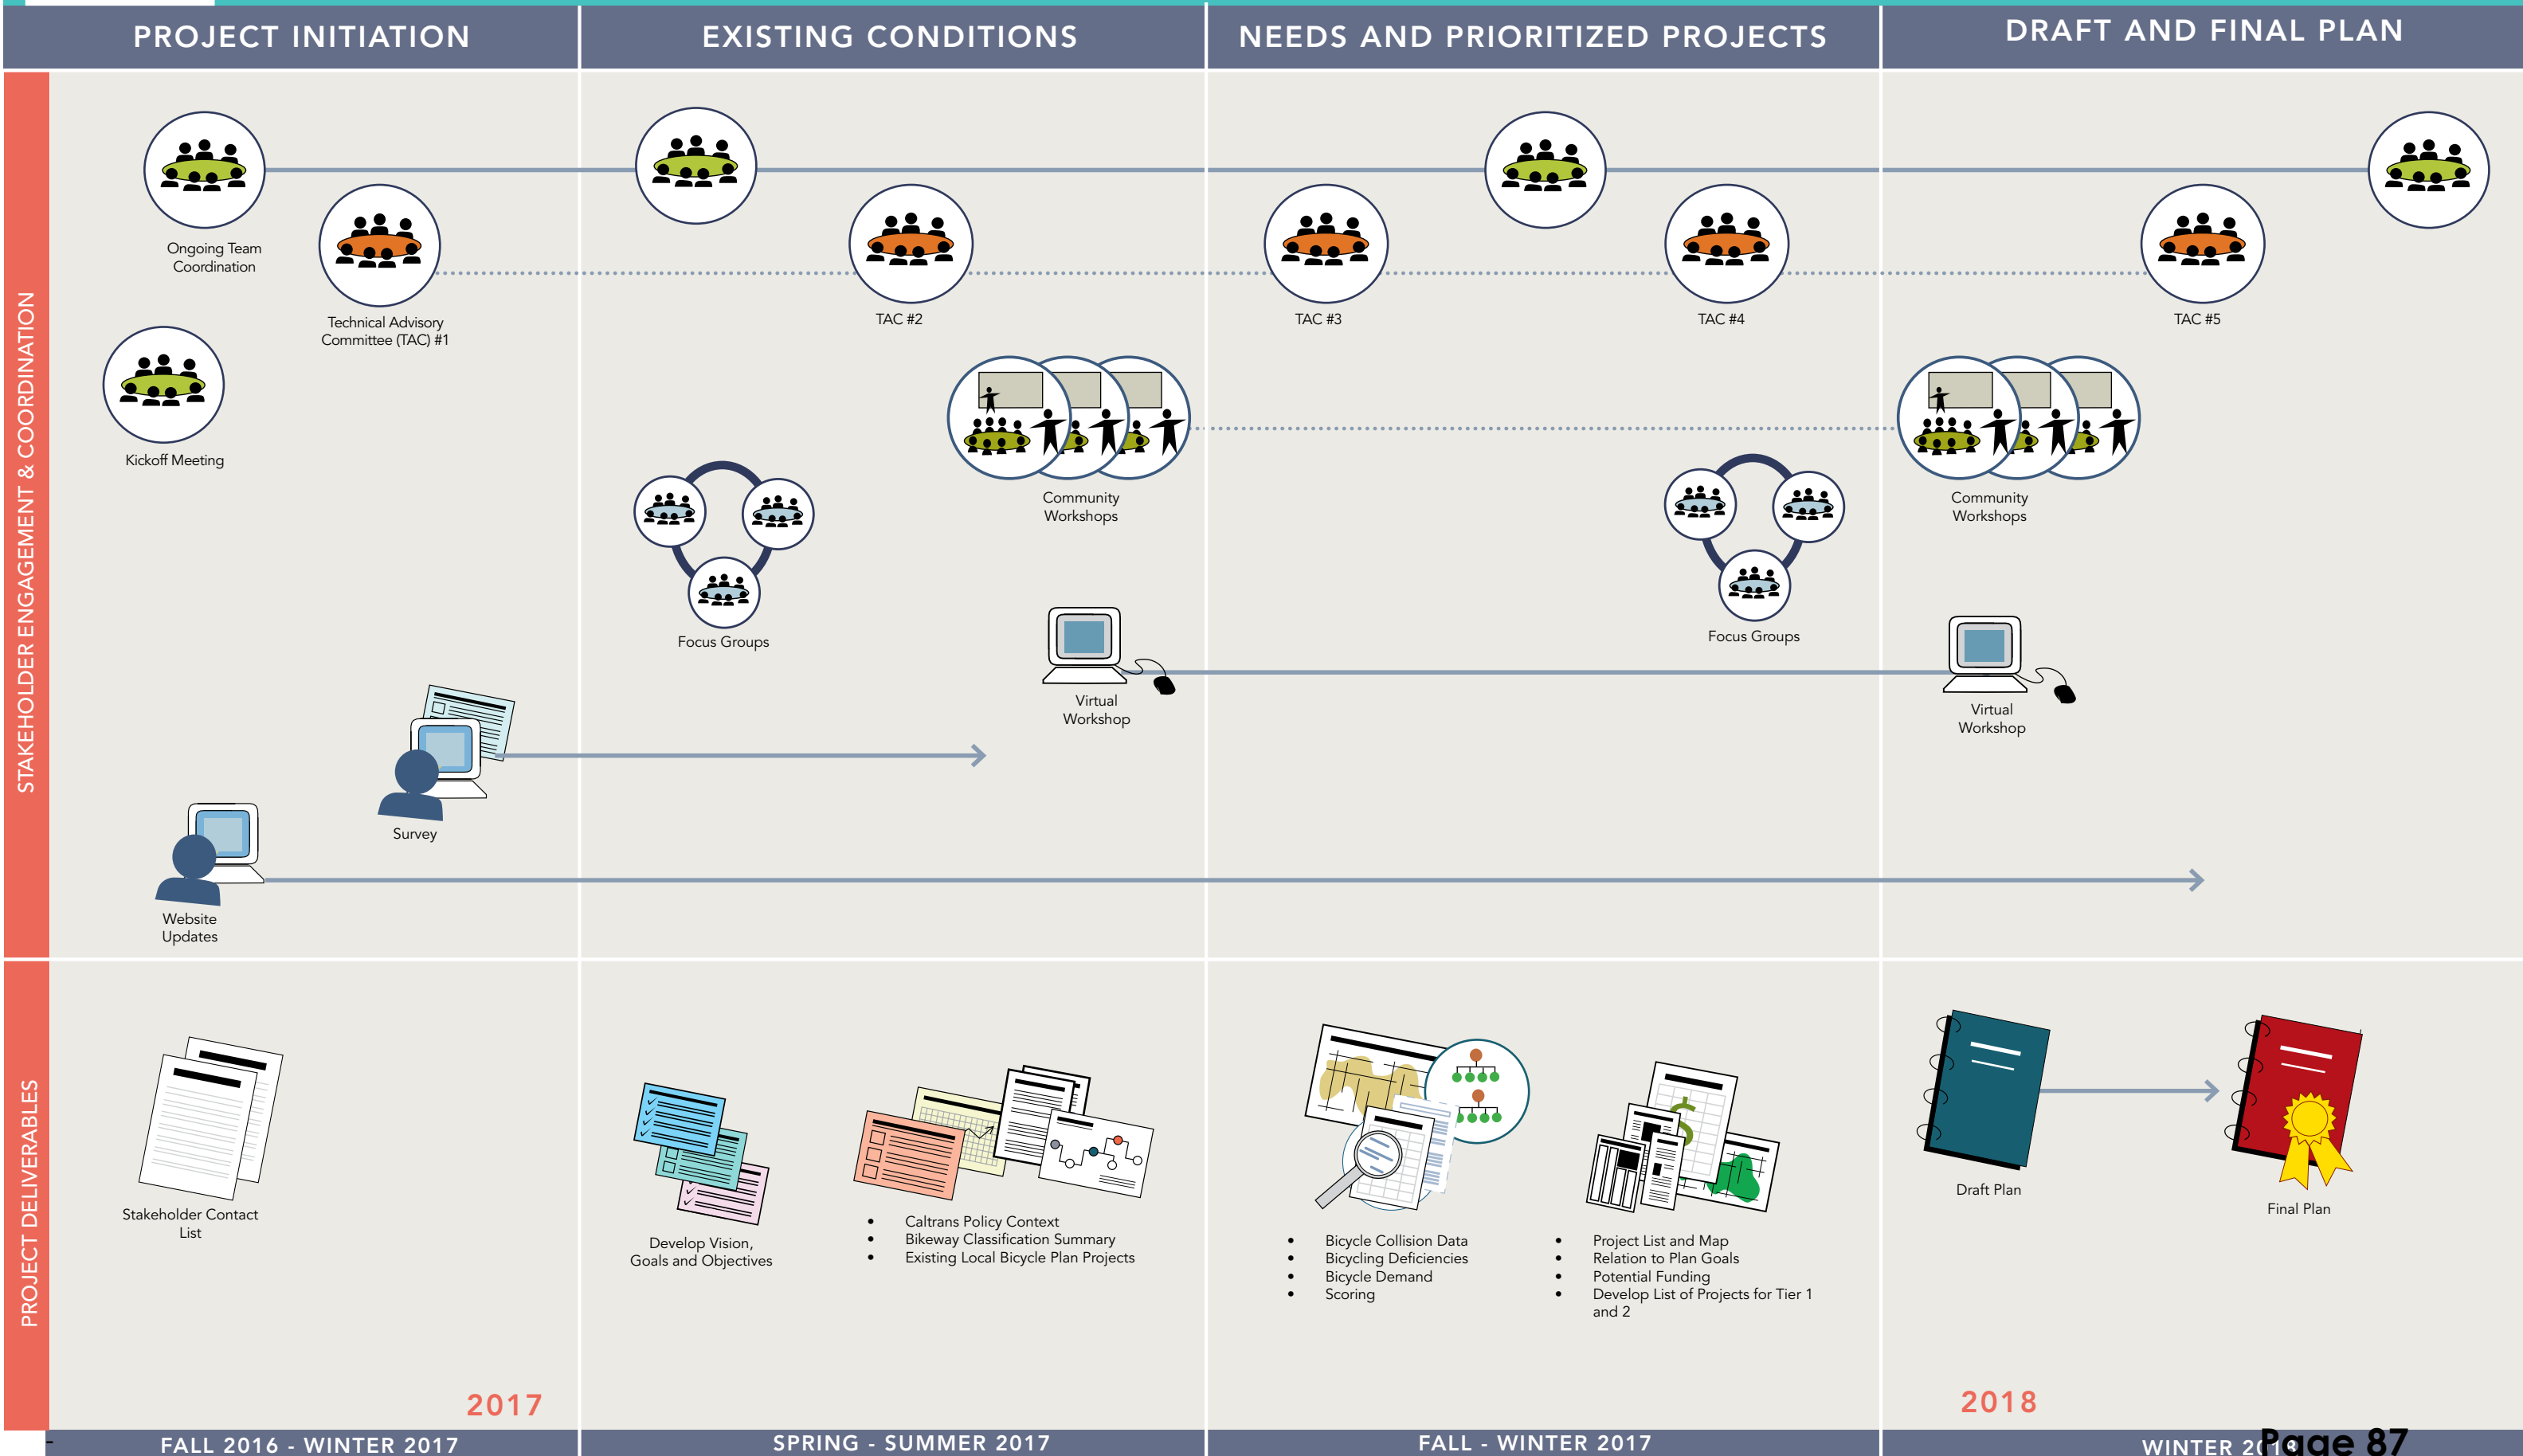 PROJECT INITIATION
EXISTING CONDITIONS
NEEDS AND PRIORITIZED PROJECTS
DRAFT AND FINAL PLAN
STAKEHOLDER ENGAGEMENT & COORDINATION
Ongoing Team
Coordination
Technical Advisory
Committee (TAC) #1
TAC #2
TAC #3
TAC #4
TAC #5
Kickoff Meeting
Community
Workshops
Community
Workshops
Focus Groups
Focus Groups
Virtual
Workshop
Virtual
Workshop
Survey
Website
Updates
PROJECT DELIVERABLES
Stakeholder Contact
List
Develop Vision,
Goals and Objectives
• Caltrans Policy Context
• Bikeway Classification Summary
• Existing Local Bicycle Plan Projects
• Bicycle Collision Data
• Bicycling Deficiencies
• Bicycle Demand
• Scoring
• Project List and Map
• Relation to Plan Goals
• Potential Funding
• Develop List of Projects for Tier 1
and 2
Draft Plan
Final Plan
$
2017
2018
FALL 2016 - WINTER 2017
SPRING - SUMMER 2017
FALL - WINTER 2017
WINTER 2018
Page 87